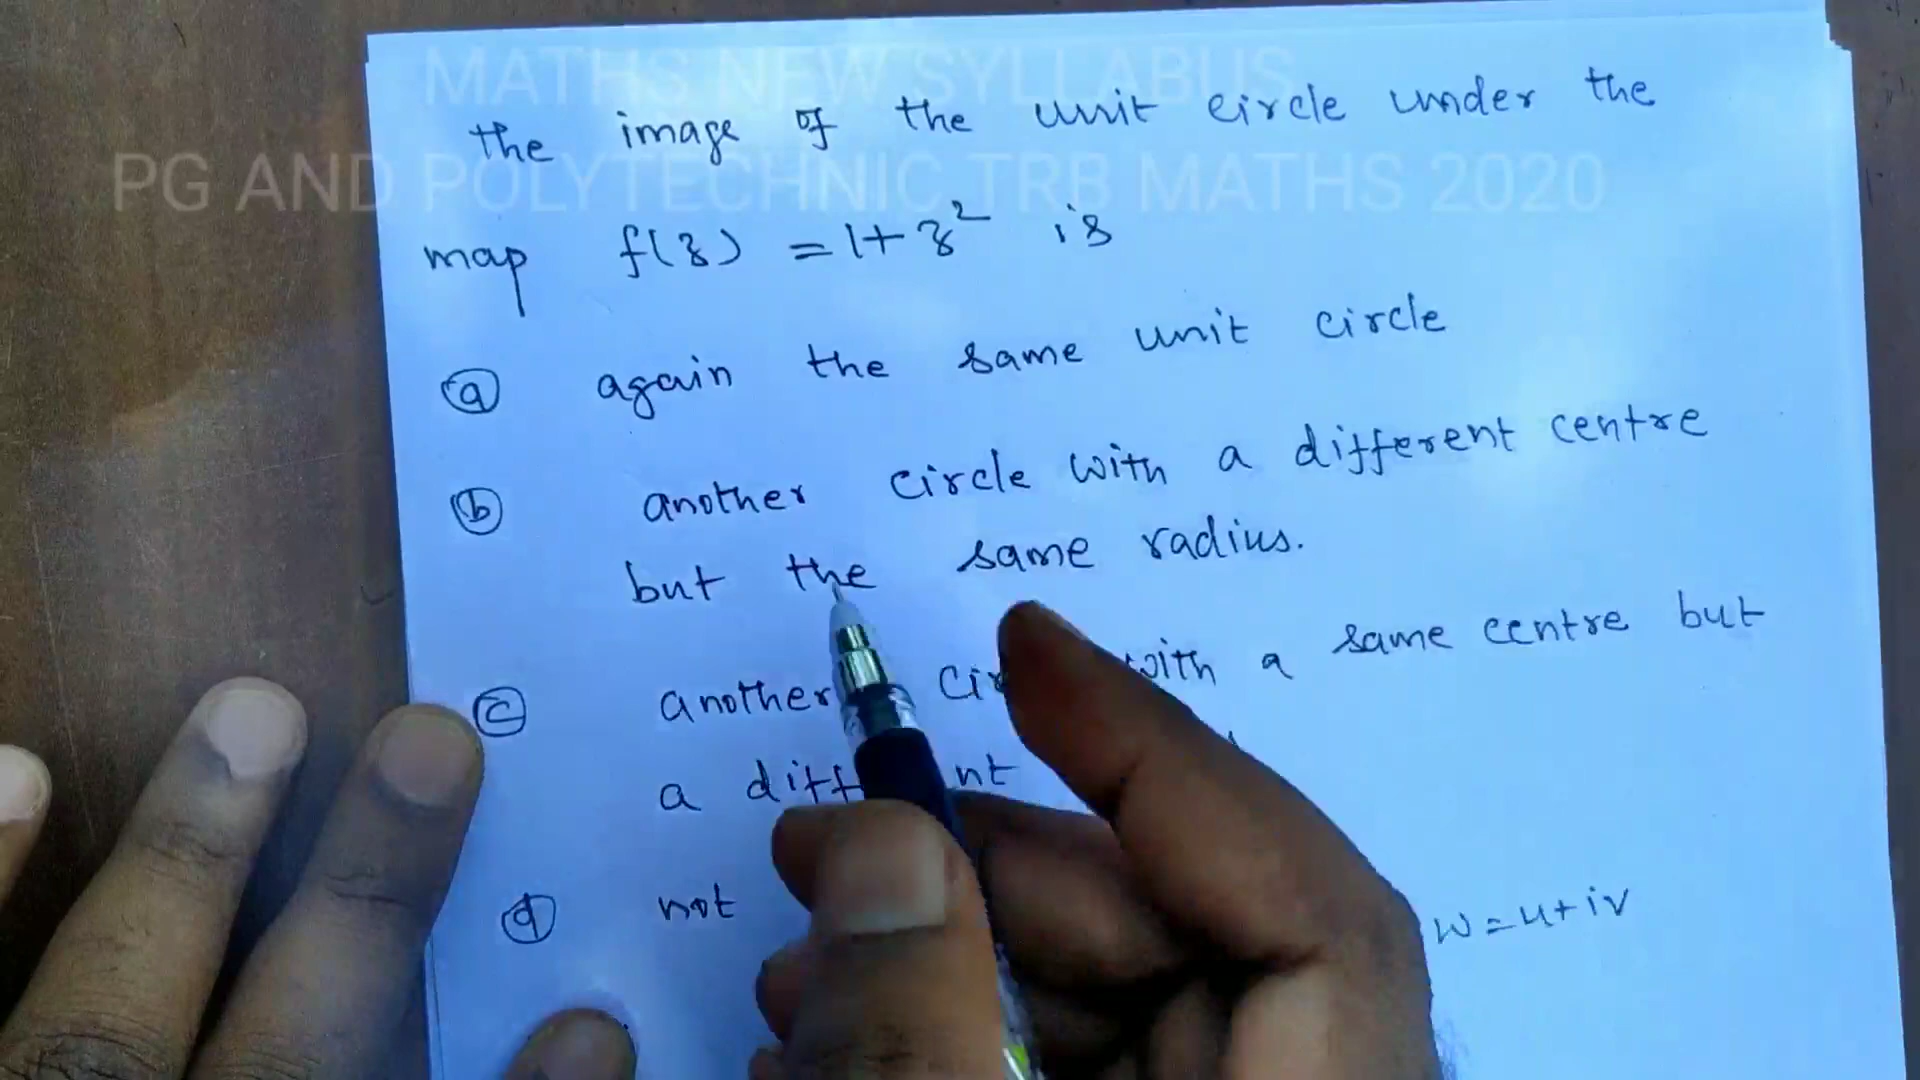 MATHS NEW SYLLABUS
the image of the unit circle under the
PG AND POLYTECHNIC TRB MATHS 2020
map f(z) = 1 + z² is
(a) again the same unit circle
(b) another circle with a different centre
but the same radius.
(c) another with a same centre but
a
(d) not
w = u + iv